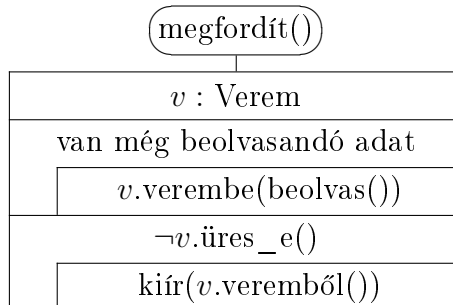 megfordít()
v : Verem
van még beolvasandó adat
v.verembe(beolvas())
¬v.üres_e()
kiír(v.veremből())